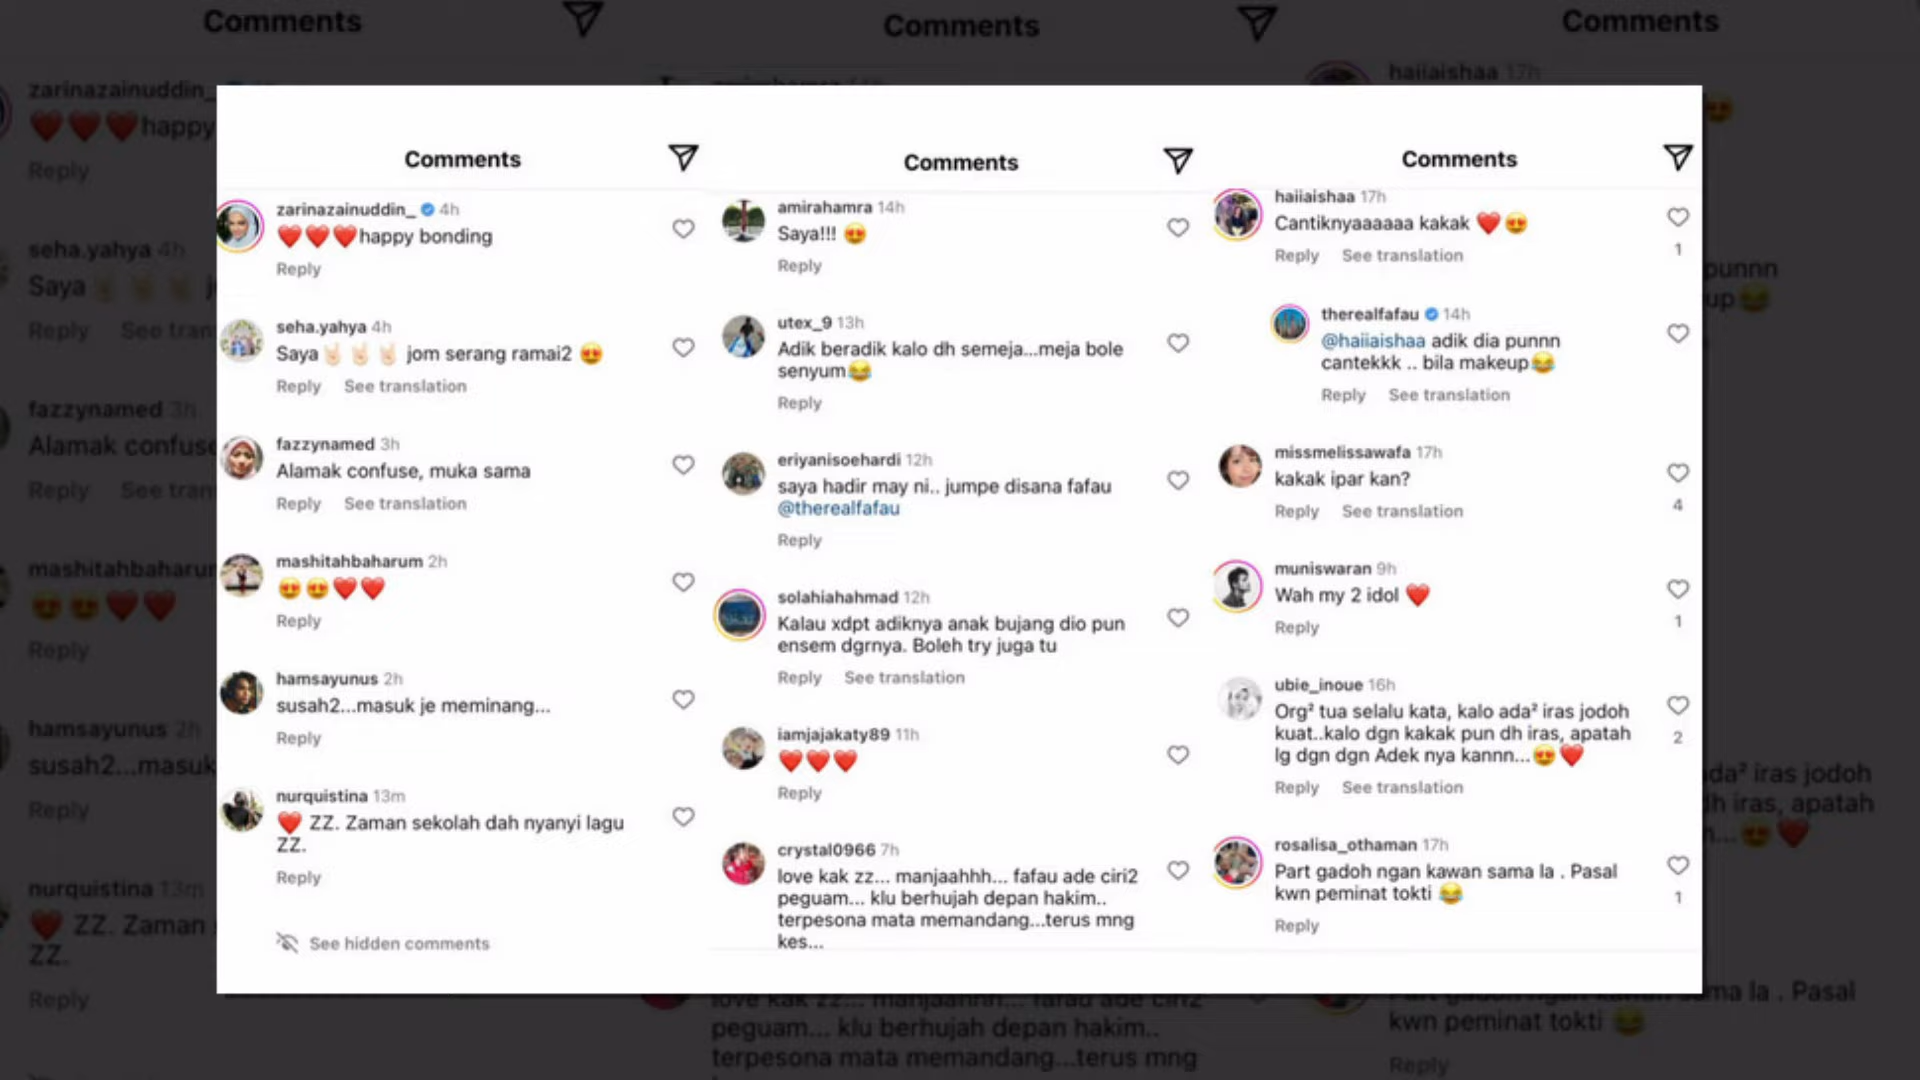 Comments
zarinazainuddin_ 4h
❤️❤️❤️happy bonding
Reply
seha.yahya 4h
Saya🤘🏻🤘🏻🤘🏻 jom serang ramai2 😍
Reply See translation
fazzynamed 3h
Alamak confuse, muka sama
Reply See translation
mashitahbaharum 2h
😍😍❤️❤️
Reply
hamsayunus 2h
susah2...masuk je meminang...
Reply
nurquistina 13m
❤️ ZZ. Zaman sekolah dah nyanyi lagu
ZZ.
Reply
See hidden comments
Comments
amirahamra 14h
Saya!!! 😍
Reply
utex_9 13h
Adik beradik kalo dh semeja...meja bole
senyum😂
Reply
eriyanisoehardi 12h
saya hadir may ni.. jumpe disana fafau
@therealfafau
Reply
solahiahahmad 12h
Kalau xdpt adiknya anak bujang dio pun
ensem dgrnya. Boleh try juga tu
Reply See translation
iamjajakaty89 11h
❤️❤️❤️
Reply
crystal0966 7h
love kak zz... manjaahhh... fafau ade ciri2
peguam... klu berhujah depan hakim..
terpesona mata memandang...terus mng
kes...
Comments
haiiaishaa 17h
Cantiknyaaaaaa kakak ❤️😍
1
Reply See translation
therealfafau 14h
@haiiaishaa adik dia punnn
cantekkk .. bila makeup😂
Reply See translation
missmelissawafa 17h
kakak ipar kan?
4
Reply See translation
muniswaran 9h
Wah my 2 idol ❤️
1
Reply
ubie_inoue 16h
Org² tua selalu kata, kalo ada² iras jodoh
kuat..kalo dgn kakak pun dh iras, apatah
2
lg dgn dgn Adek nya kannn...😍❤️
Reply See translation
rosalisa_othaman 17h
Part gadoh ngan kawan sama la . Pasal
kwn peminat tokti 😂
1
Reply